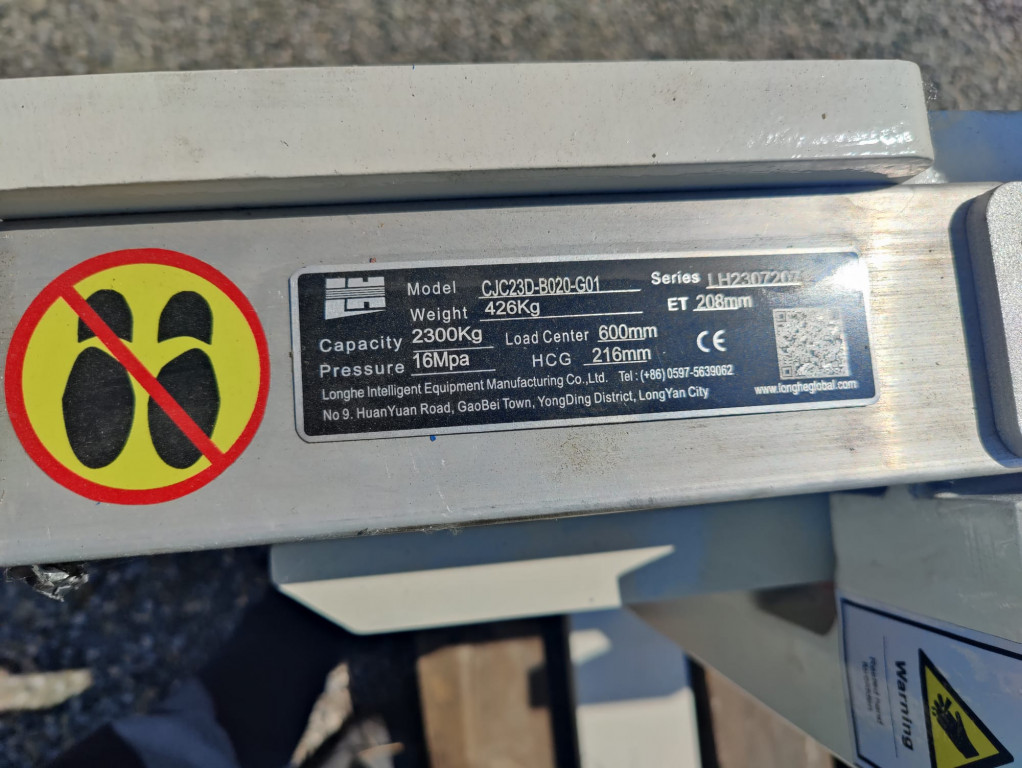 LH
Model CJC23D-B020-G01 Series LH2307207
Weight 426Kg ET 208mm
Capacity 2300Kg Load Center 600mm
Pressure 16Mpa HCG 216mm CE
Longhe Intelligent Equipment Manufacturing Co.,Ltd. Tel:(+86)0597-5639062
No 9. HuanYuan Road, GaoBei Town, YongDing District, LongYan City
www.longheglobal.com
Warning